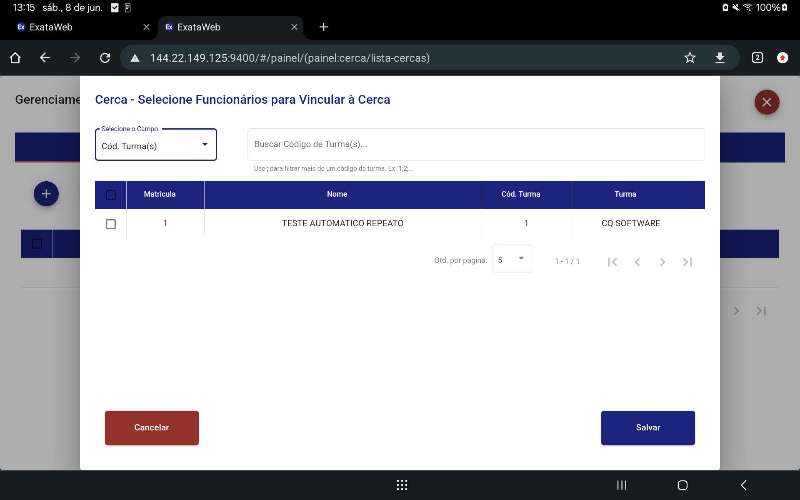 13:15 sáb., 8 de jun.
100%
ExataWeb
ExataWeb
144.22.149.125:9400/#/painel/(painel:cerca/lista-cercas)
2
Gerenciame
Cerca - Selecione Funcionários para Vincular à Cerca
Selecione o Campo
Cód. Turma(s)
Buscar Código de Turma(s)...
Use ; para filtrar mais de um código da turma. Ex: 1;2;...
Matrícula Nome Cód. Turma Turma
1 TESTE AUTOMATICO REPEATO 1 CQ SOFTWARE
Qtd. por página: 5 1 - 1 / 1
Cancelar Salvar